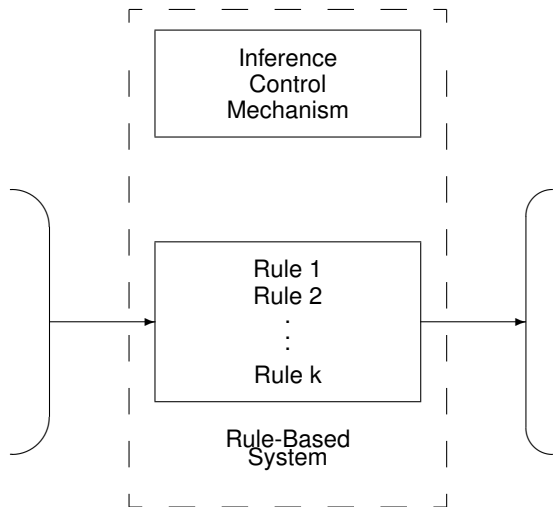 Inference
Control
Mechanism
Rule 1
Rule 2
.
.
.
Rule k
Rule-Based
System